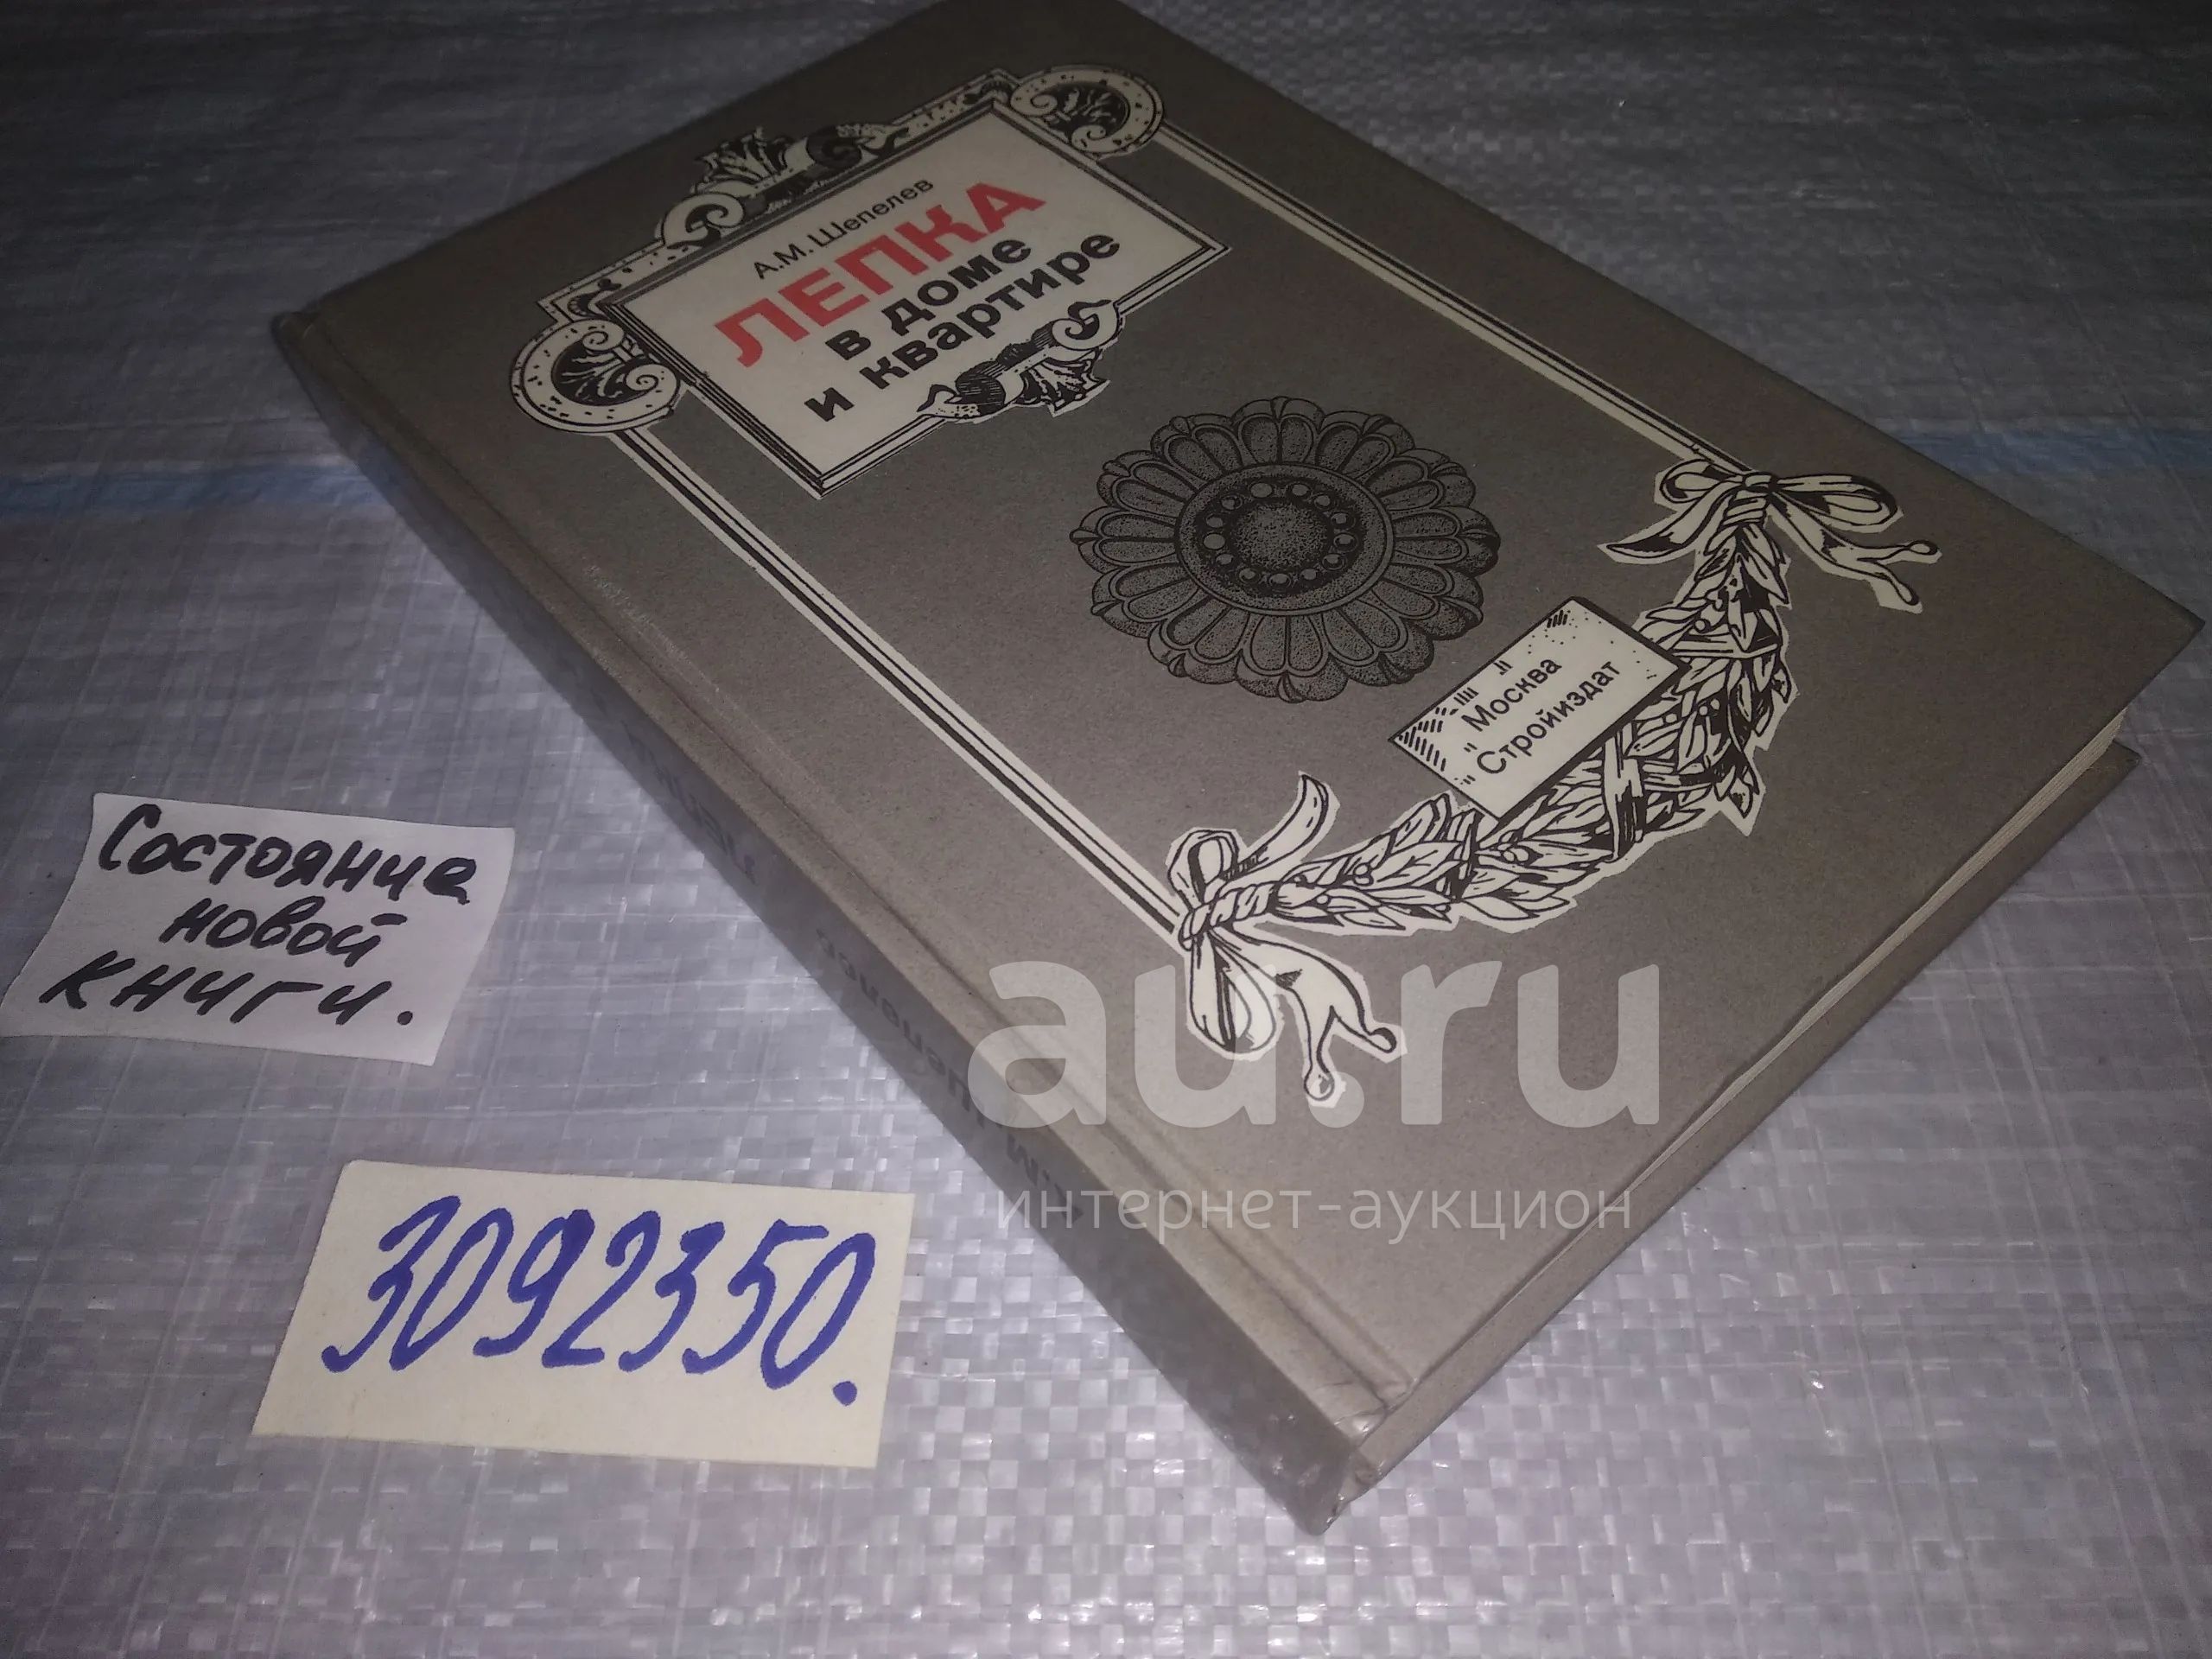 А.М. Шепелев
ЛЕПКА
в доме
и квартире
Москва
Стройиздат
Состояние
новой
книги.
3092350.
au.ru
интернет-аукцион